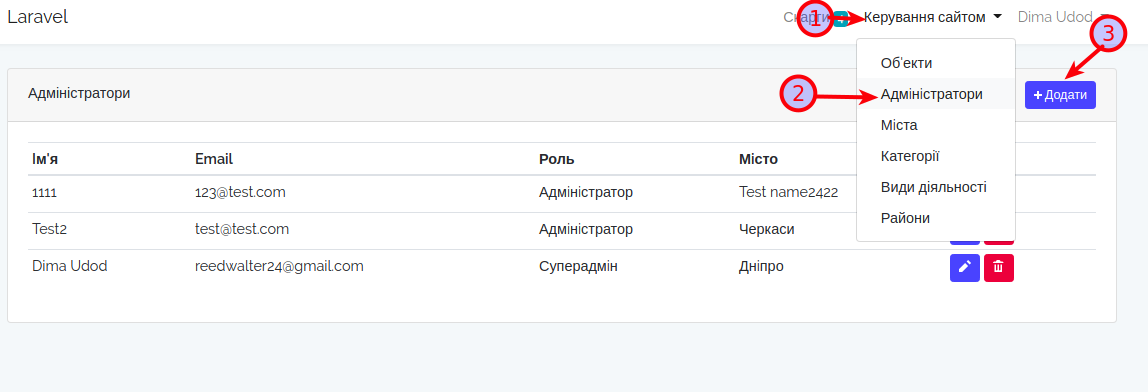 Laravel
Скарги 1 Керування сайтом Dima Udod
1
3
Об'єкти
Адміністратори
2
Адміністратори
+Додати
Міста
Категорії
Види діяльності
Райони
Ім'я Email Роль Місто
1111 123@test.com Адміністратор Test name2422
Test2 test@test.com Адміністратор Черкаси
Dima Udod reedwalter24@gmail.com Суперадмін Дніпро